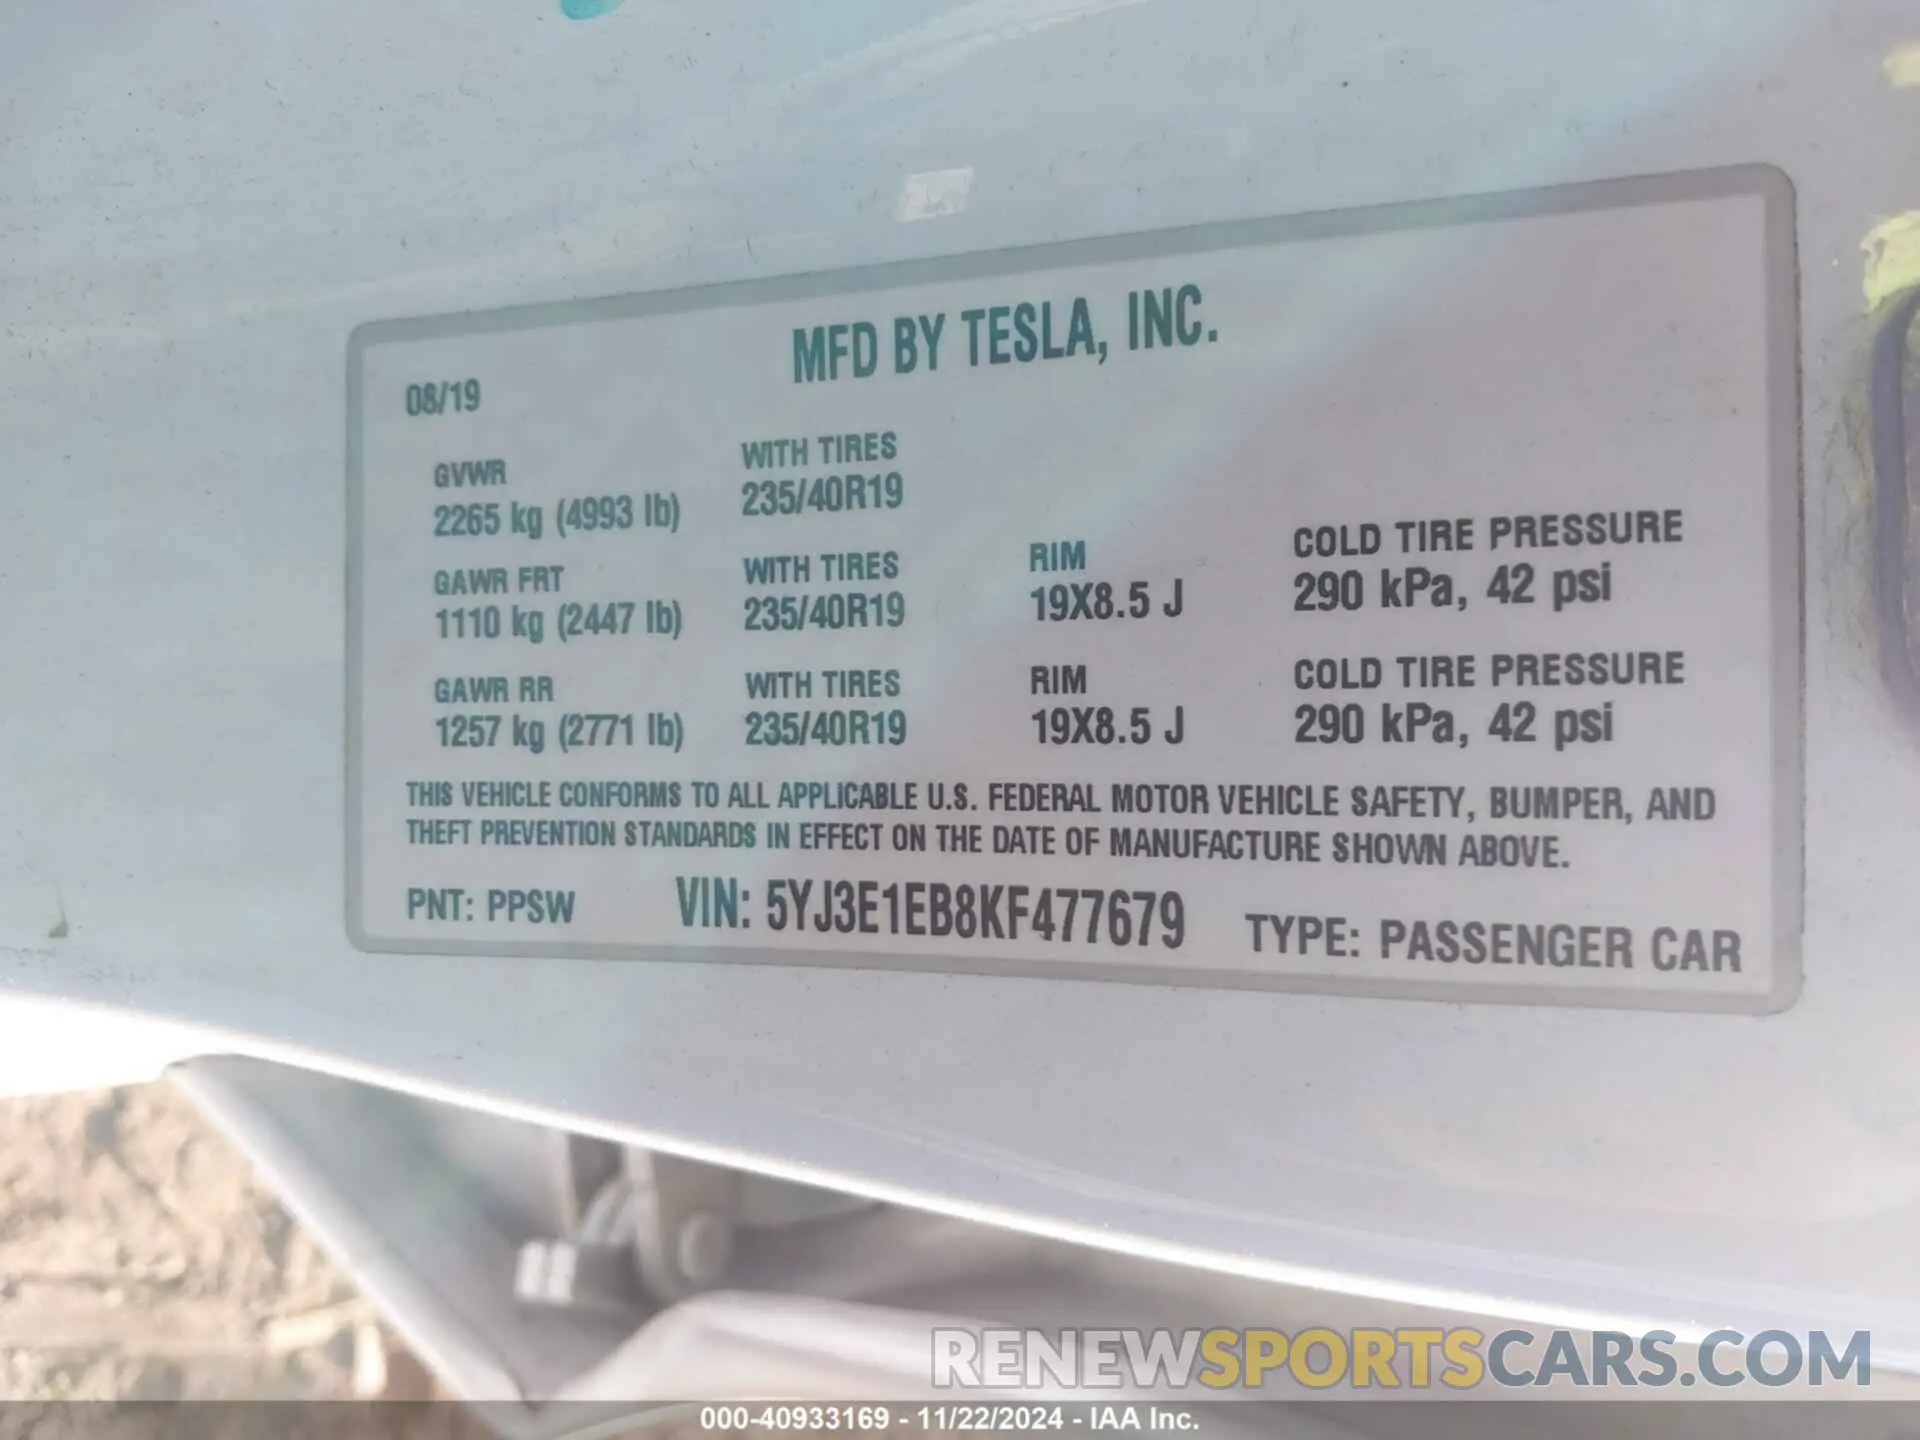 MFD BY TESLA, INC.
08/19
GVWR
2265 kg (4993 lb)
WITH TIRES
235/40R19
GAWR FRT
1110 kg (2447 lb)
WITH TIRES
235/40R19
RIM
19X8.5 J
COLD TIRE PRESSURE
290 kPa, 42 psi
GAWR RR
1257 kg (2771 lb)
WITH TIRES
235/40R19
RIM
19X8.5 J
COLD TIRE PRESSURE
290 kPa, 42 psi
THIS VEHICLE CONFORMS TO ALL APPLICABLE U.S. FEDERAL MOTOR VEHICLE SAFETY, BUMPER, AND
THEFT PREVENTION STANDARDS IN EFFECT ON THE DATE OF MANUFACTURE SHOWN ABOVE.
PNT: PPSW VIN: 5YJ3E1EB8KF477679 TYPE: PASSENGER CAR
RENEWSPORTSCARS.COM
000-40933169 - 11/22/2024 - IAA Inc.